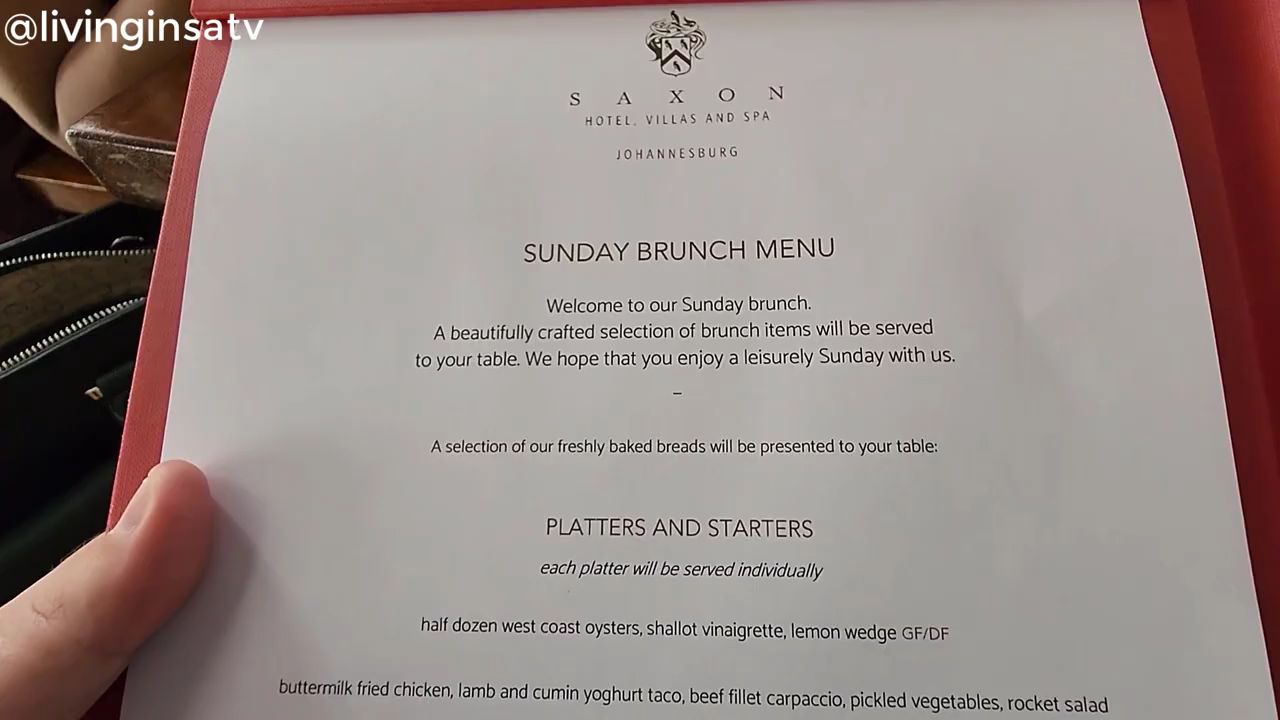 @livinginsatv
SAXON
HOTEL, VILLAS AND SPA
JOHANNESBURG
SUNDAY BRUNCH MENU
Welcome to our Sunday brunch.
A beautifully crafted selection of brunch items will be served
to your table. We hope that you enjoy a leisurely Sunday with us.
–
A selection of our freshly baked breads will be presented to your table:
PLATTERS AND STARTERS
each platter will be served individually
half dozen west coast oysters, shallot vinaigrette, lemon wedge GF/DF
buttermilk fried chicken, lamb and cumin yoghurt taco, beef fillet carpaccio, pickled vegetables, rocket salad